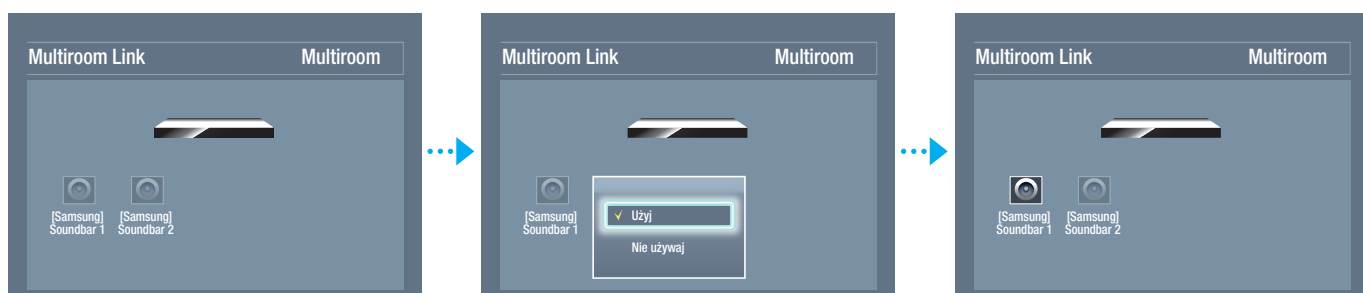 Multiroom Link Multiroom
[Samsung] [Samsung]
Soundbar 1 Soundbar 2
Multiroom Link Multiroom
[Samsung]
Soundbar 1
Użyj
Nie używaj
Multiroom Link Multiroom
[Samsung] [Samsung]
Soundbar 1 Soundbar 2